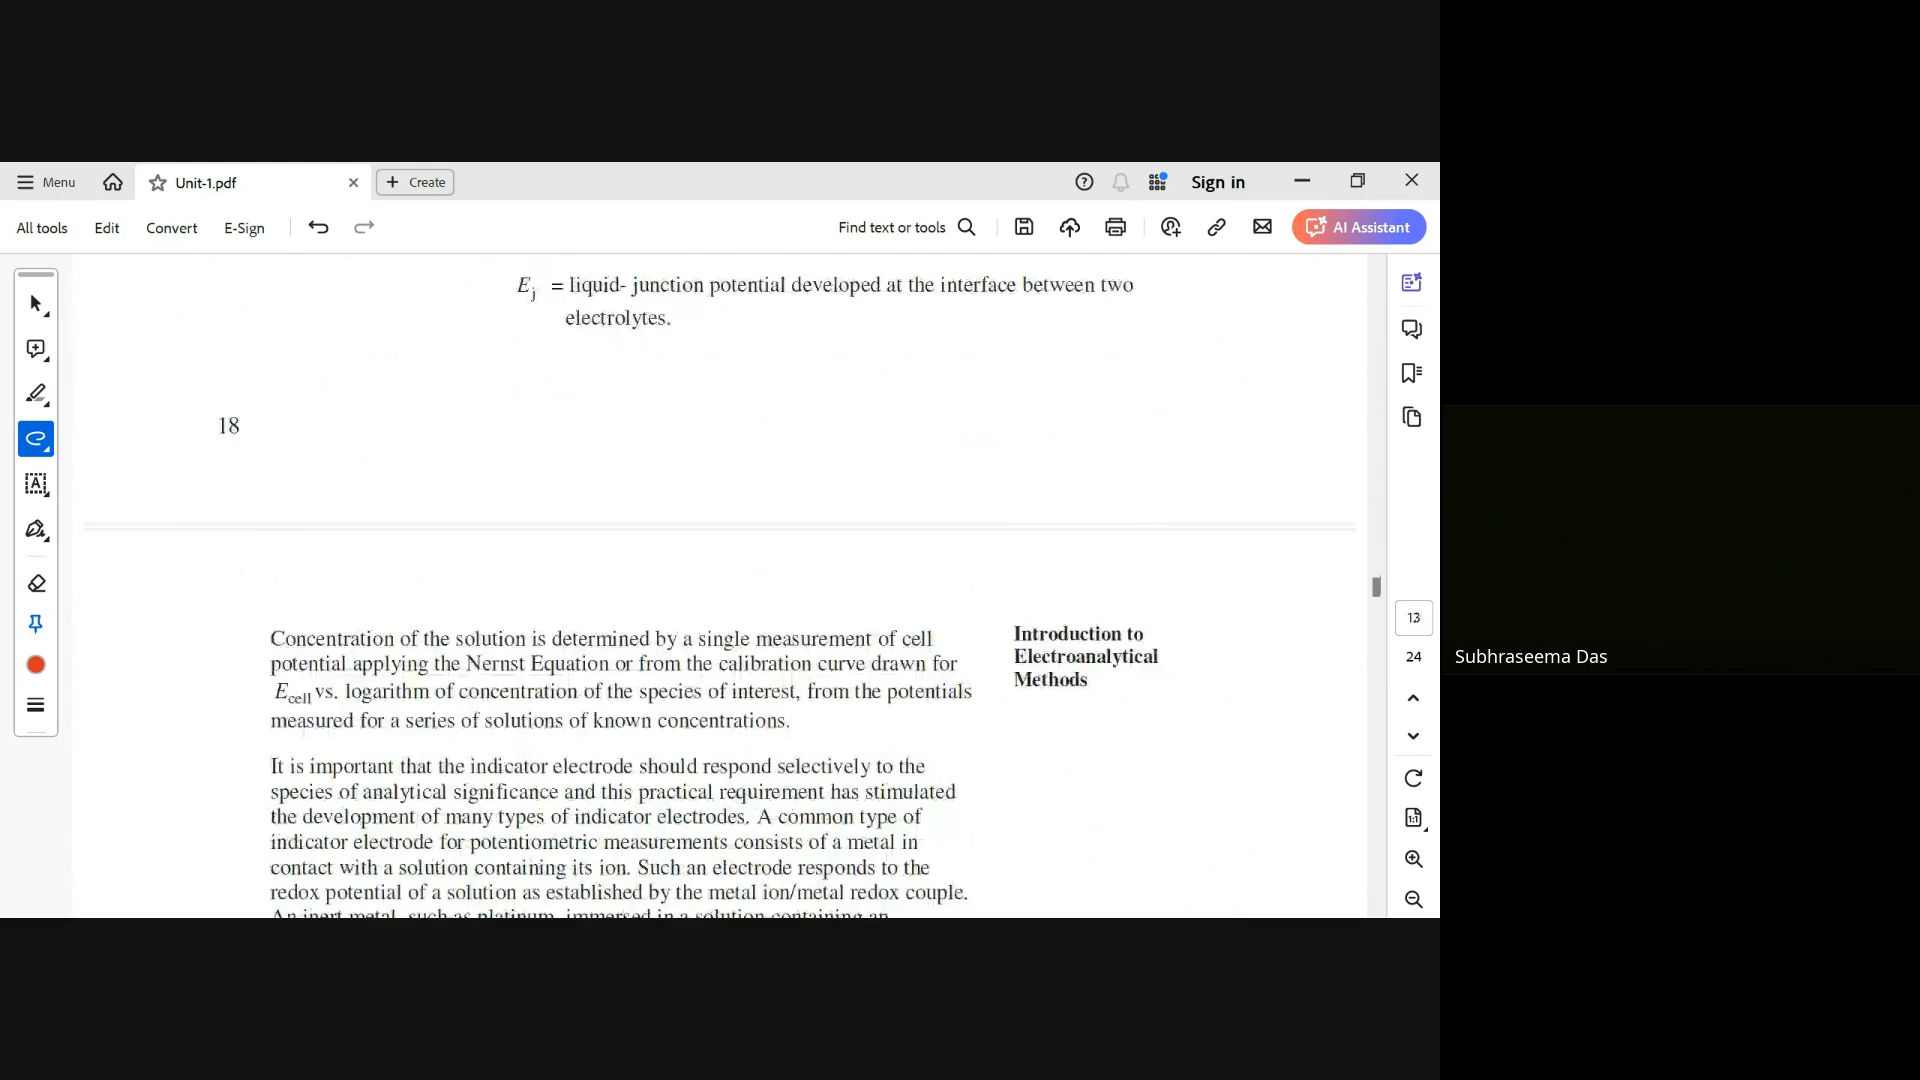 Menu
Unit-1.pdf
Create
Sign in
All tools
Edit
Convert
E-Sign
Find text or tools
AI Assistant
Ej = liquid- junction potential developed at the interface between two
electrolytes.
18
Concentration of the solution is determined by a single measurement of cell
potential applying the Nernst Equation or from the calibration curve drawn for
Ecell vs. logarithm of concentration of the species of interest, from the potentials
measured for a series of solutions of known concentrations.
Introduction to
Electroanalytical
Methods
It is important that the indicator electrode should respond selectively to the
species of analytical significance and this practical requirement has stimulated
the development of many types of indicator electrodes. A common type of
indicator electrode for potentiometric measurements consists of a metal in
contact with a solution containing its ion. Such an electrode responds to the
redox potential of a solution as established by the metal ion/metal redox couple.
An inert metal, such as platinum, immersed in a solution containing an
13
24
Subhraseema Das